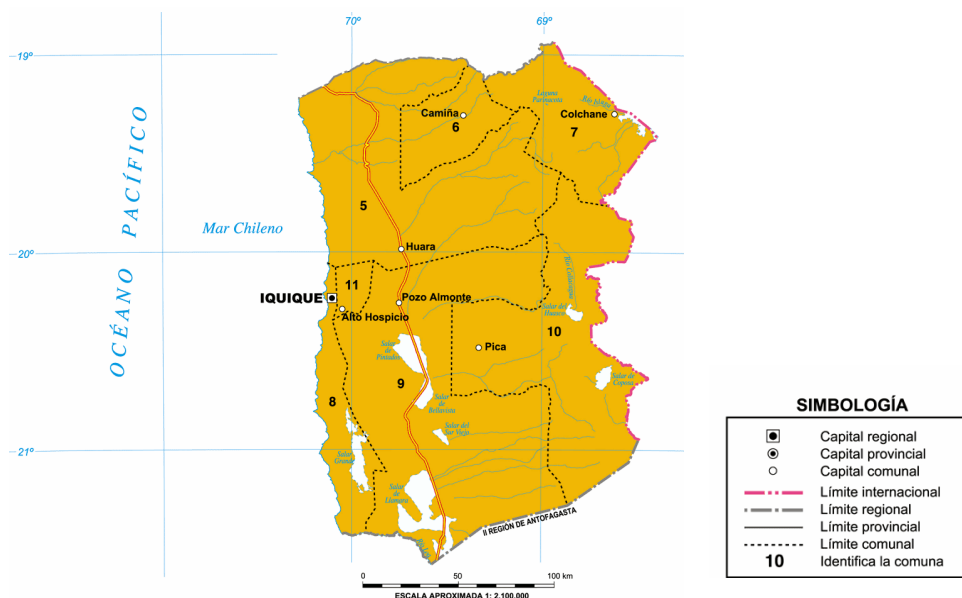 70º
69º
–19º
–20º
–21º
OCÉANO PACÍFICO
Mar Chileno
Laguna
Parinacota
Río Isluga
Camiña
6
Colchane
7
5
Huara
11
IQUIQUE
Alto Hospicio
Pozo Almonte
Salar del
Huasco
10
Pica
Salar
de
Pintados
9
8
Salar de
Coposa
Salar
de
Bellavista
Salar del
Sur Viejo
Salar
Grande
Salar
de
Llamara
II REGIÓN DE ANTOFAGASTA
0
50
100 km
ESCALA APROXIMADA 1: 2.100.000
SIMBOLOGÍA
Capital regional
Capital provincial
Capital comunal
Límite internacional
Límite regional
Límite provincial
Límite comunal
10 Identifica la comuna